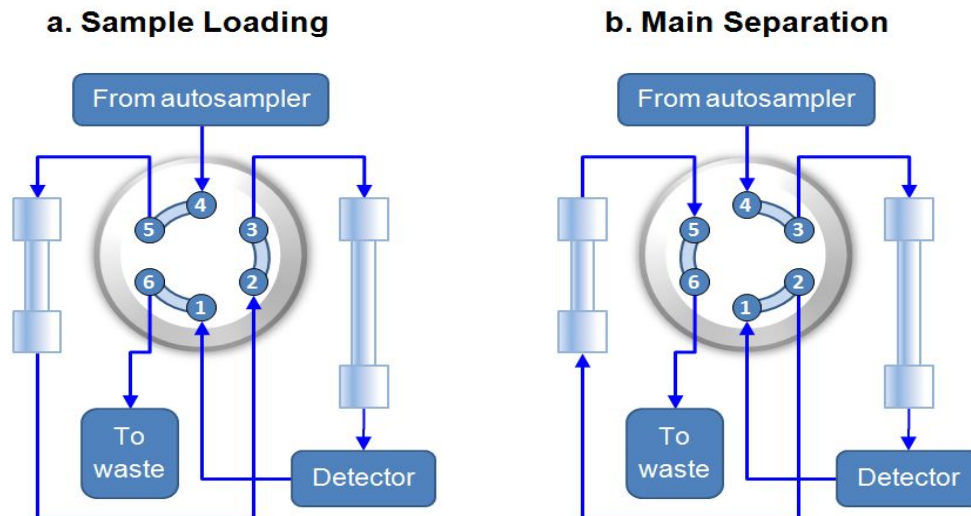 a. Sample Loading
From autosampler
4
5
3
6
2
1
To
waste
Detector
b. Main Separation
From autosampler
4
5
3
6
2
1
To
waste
Detector